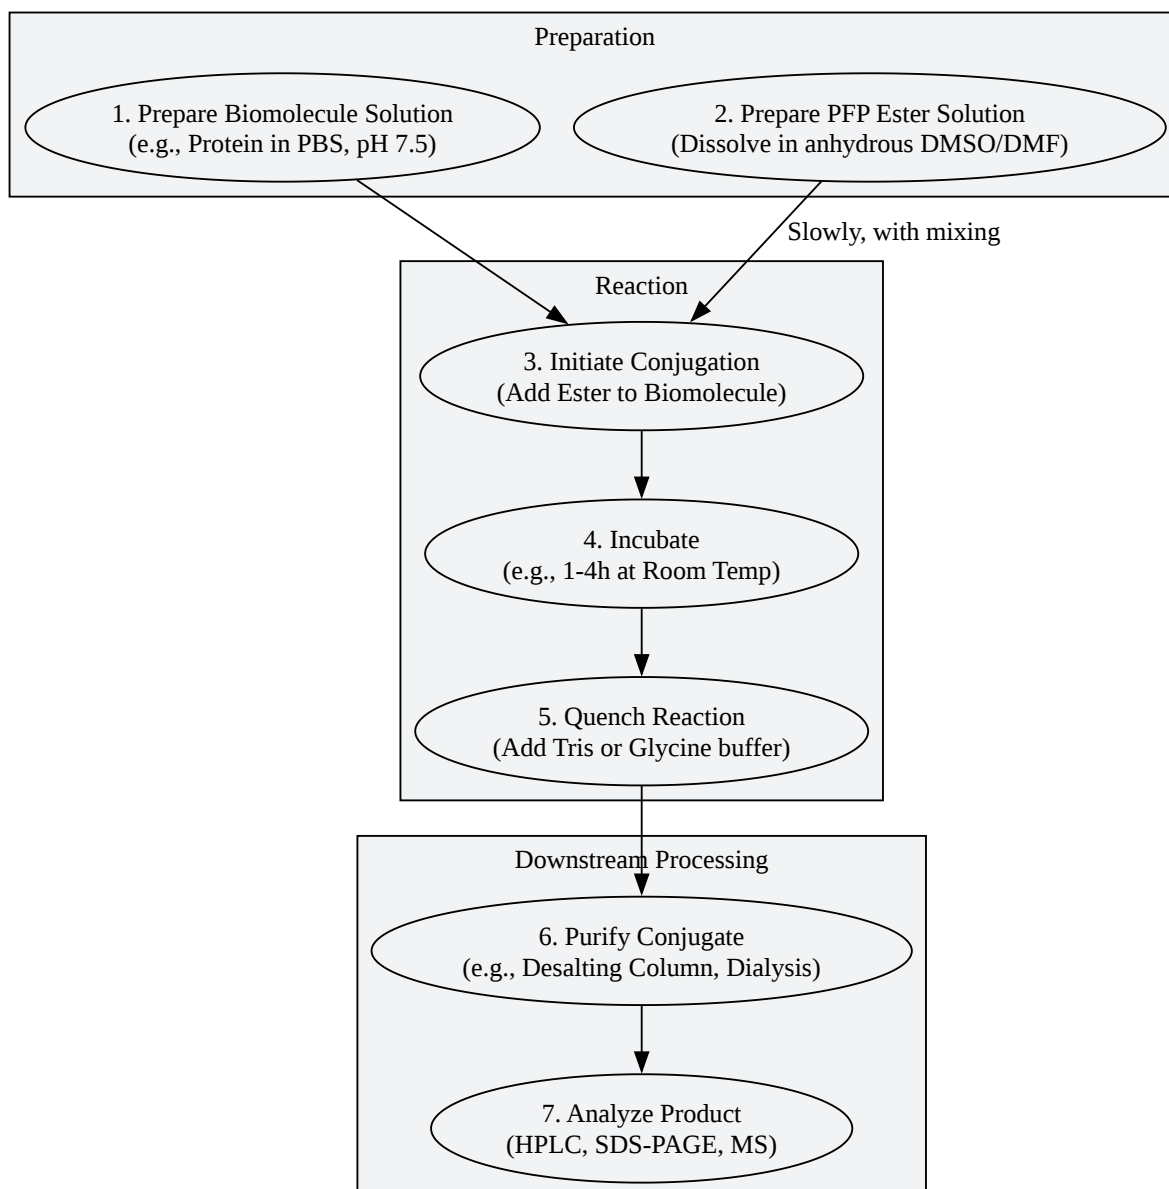 Preparation
1. Prepare Biomolecule Solution
(e.g., Protein in PBS, pH 7.5)
2. Prepare PFP Ester Solution
(Dissolve in anhydrous DMSO/DMF)
Slowly, with mixing
Reaction
3. Initiate Conjugation
(Add Ester to Biomolecule)
4. Incubate
(e.g., 1-4h at Room Temp)
5. Quench Reaction
(Add Tris or Glycine buffer)
Downstream Processing
6. Purify Conjugate
(e.g., Desalting Column, Dialysis)
7. Analyze Product
(HPLC, SDS-PAGE, MS)